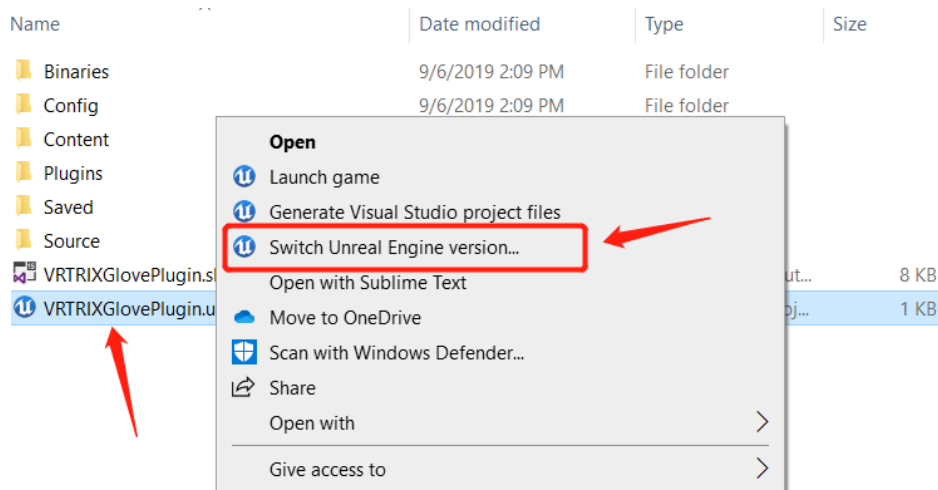 Name Date modified Type Size
Binaries 9/6/2019 2:09 PM File folder
Config 9/6/2019 2:09 PM File folder
Content
Plugins
Saved
Source
VRTRIXGlovePlugin.sl ut... 8 KB
VRTRIXGlovePlugin.u oj... 1 KB
Open
Launch game
Generate Visual Studio project files
Switch Unreal Engine version...
Open with Sublime Text
Move to OneDrive
Scan with Windows Defender...
Share
Open with
Give access to